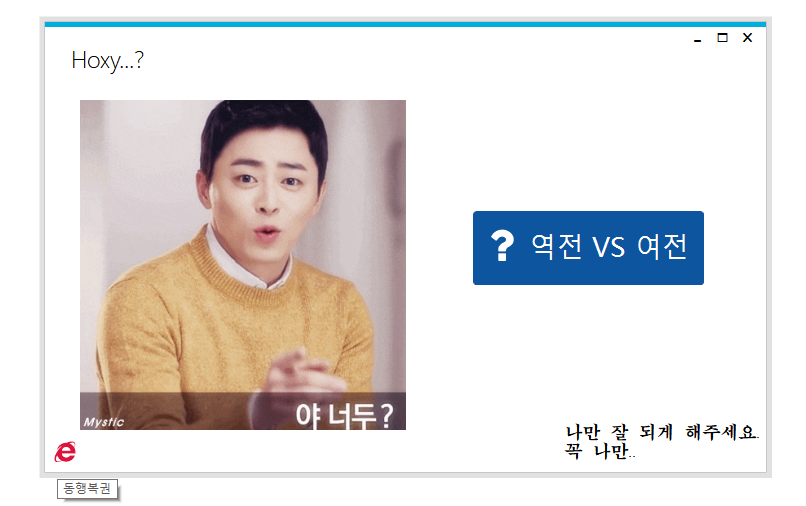 Hoxy...?
? 역전 VS 여전
Mystic
야 너두?
나만 잘 되게 해주세요.
꼭 나만..
동행복권